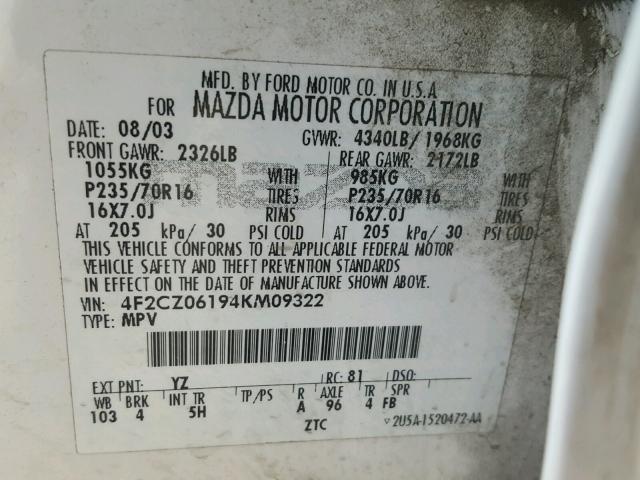 MFD. BY FORD MOTOR CO. IN U.S.A
FOR MAZDA MOTOR CORPORATION
DATE: 08/03 GVWR: 4340LB/ 1968KG
FRONT GAWR: 2326LB REAR GAWR: 2172LB
1055KG WITH 985KG WITH
P235/70R16 TIRES P235/70R16 TIRES
16X7.0J RIMS 16X7.0J RIMS
AT 205 kPa/ 30 PSI COLD AT 205 kPa/ 30 PSI COLD
THIS VEHICLE CONFORMS TO ALL APPLICABLE FEDERAL MOTOR
VEHICLE SAFETY AND THEFT PREVENTION STANDARDS
IN EFFECT ON THE DATE OF MANUFACTURE SHOWN ABOVE.
VIN: 4F2CZ06194KM09322
TYPE: MPV
EXT PNT: YZ RC: 81 DSO:
WB BRK INT TR TP/PS R AXLE TR SPR
103 4 5H A 96 4 FB
ZTC 2U5A-1520472-AA